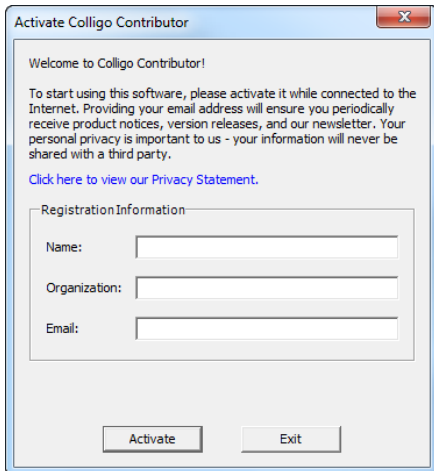 Activate Colligo Contributor
Welcome to Colligo Contributor!
To start using this software, please activate it while connected to the
Internet. Providing your email address will ensure you periodically
receive product notices, version releases, and our newsletter. Your
personal privacy is important to us - your information will never be
shared with a third party.
Click here to view our Privacy Statement.
Registration Information
Name:
Organization:
Email:
Activate
Exit